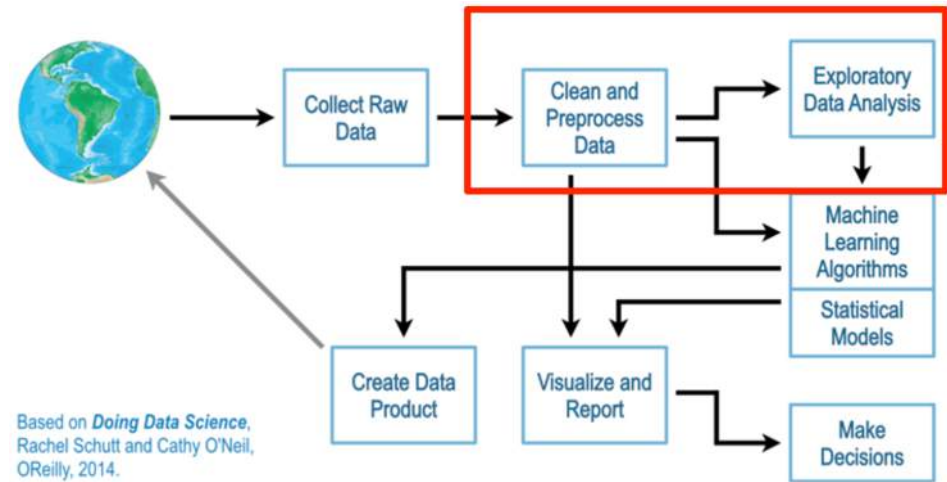 Collect Raw
Data
Clean and
Preprocess
Data
Exploratory
Data Analysis
Machine
Learning
Algorithms
Statistical
Models
Create Data
Product
Visualize and
Report
Make
Decisions
Based on Doing Data Science,
Rachel Schutt and Cathy O'Neil,
OReilly, 2014.